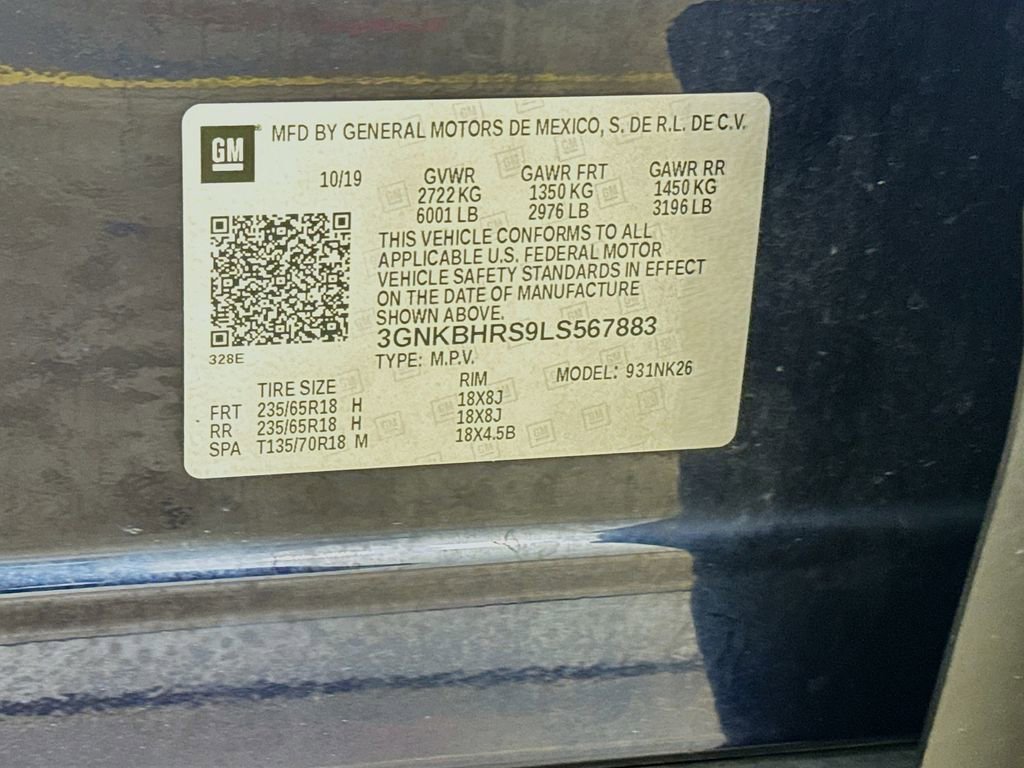 GM
MFD BY GENERAL MOTORS DE MEXICO, S. DE R.L. DE C.V.
10/19 GVWR GAWR FRT GAWR RR
2722 KG 1350 KG 1450 KG
6001 LB 2976 LB 3196 LB
THIS VEHICLE CONFORMS TO ALL
APPLICABLE U.S. FEDERAL MOTOR
VEHICLE SAFETY STANDARDS IN EFFECT
ON THE DATE OF MANUFACTURE
SHOWN ABOVE.
3GNKBHRS9LS567883
328E TYPE: M.P.V. MODEL: 931NK26
TIRE SIZE RIM
FRT 235/65R18 H 18X8J
RR 235/65R18 H 18X8J
SPA T135/70R18 M 18X4.5B